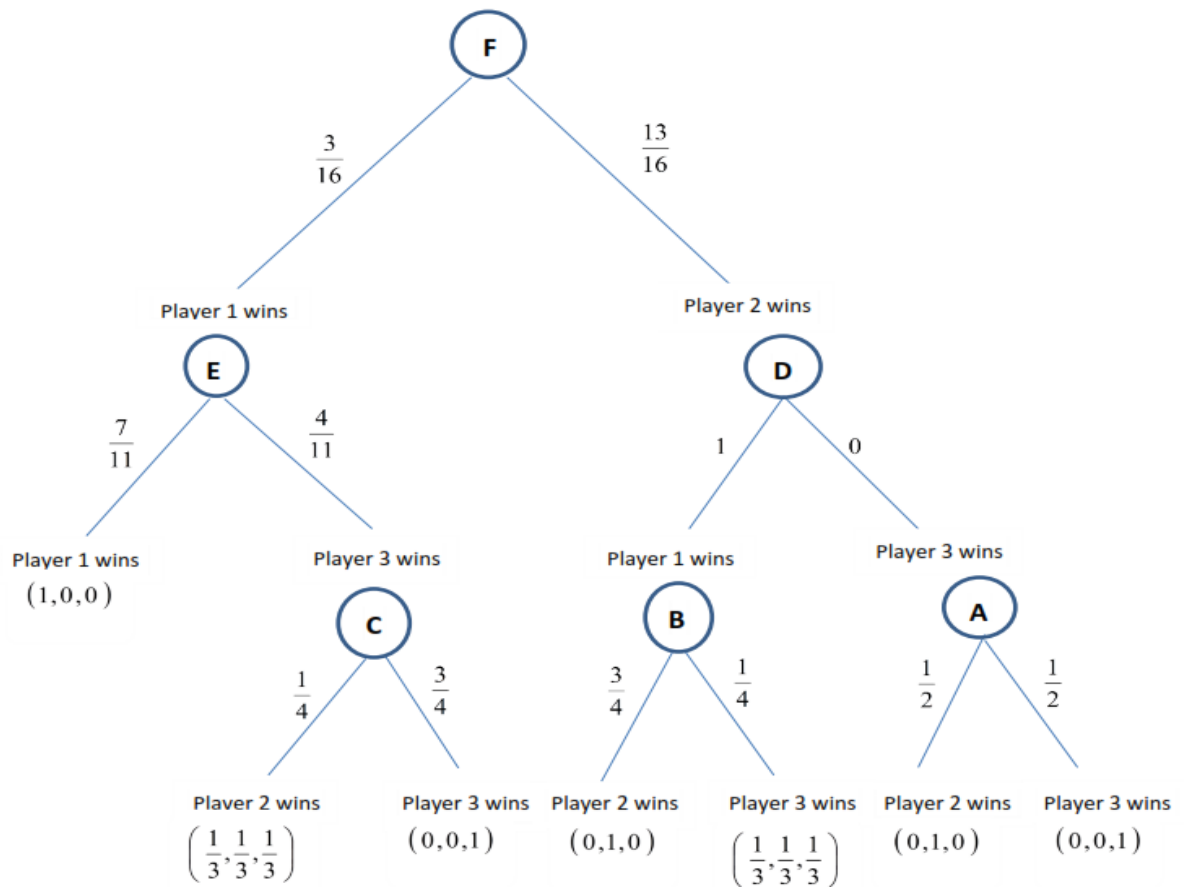 F
3/16
13/16
Player 1 wins
Player 2 wins
E
D
7/11
4/11
1
0
Player 1 wins
(1,0,0)
Player 3 wins
Player 1 wins
Player 3 wins
C
B
A
1/4
3/4
3/4
1/4
1/2
1/2
Player 2 wins
Player 3 wins
Player 2 wins
Player 3 wins
Player 2 wins
Player 3 wins
(1/3, 1/3, 1/3)
(0,0,1)
(0,1,0)
(1/3, 1/3, 1/3)
(0,1,0)
(0,0,1)